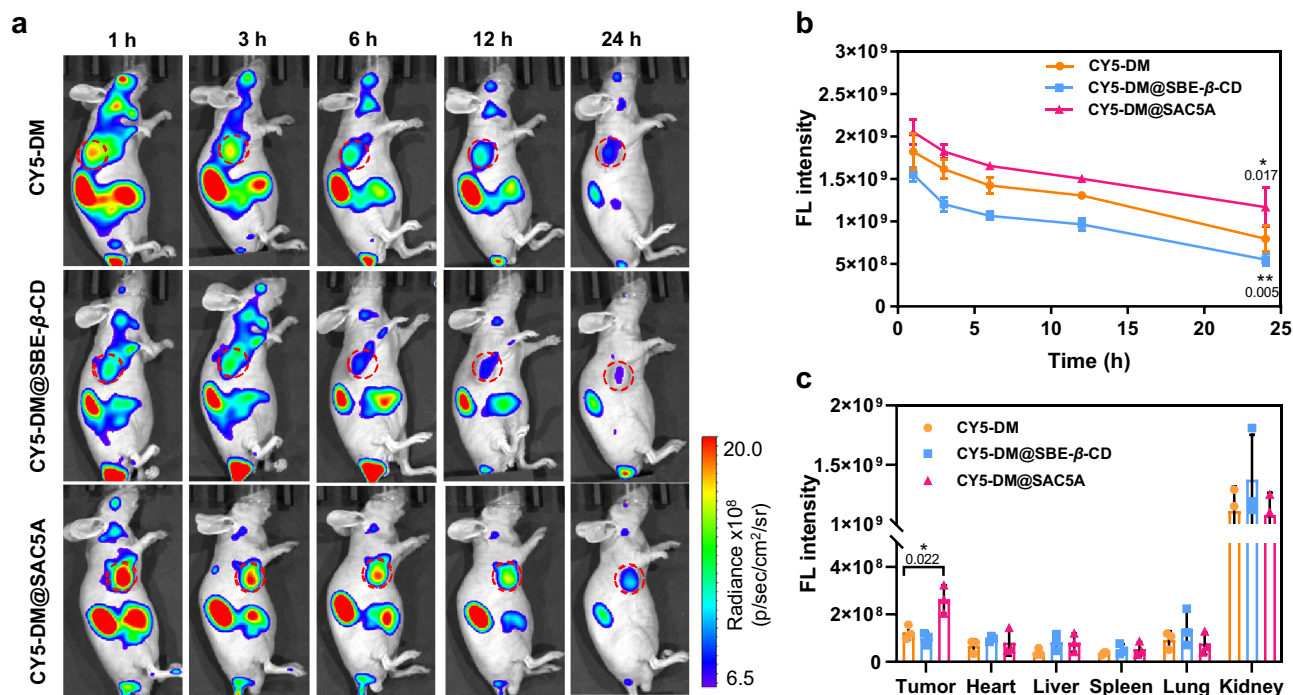 a
1 h
3 h
6 h
12 h
24 h
CY5-DM
CY5-DM@SBE-β-CD
CY5-DM@SAC5A
20.0
Radiance x10⁸
(p/sec/cm²/sr)
6.5
b
3×10⁹
2×10⁹
2×10⁹
1×10⁹
1×10⁹
5×10⁸
0
FL intensity
CY5-DM
CY5-DM@SBE-β-CD
CY5-DM@SAC5A
*
0.017
**
0.005
0
5
10
15
20
25
Time (h)
c
2×10⁹
1×10⁹
1×10⁹
4×10⁸
2×10⁸
0
FL intensity
CY5-DM
CY5-DM@SBE-β-CD
CY5-DM@SAC5A
*
0.022
Tumor
Heart
Liver
Spleen
Lung
Kidney